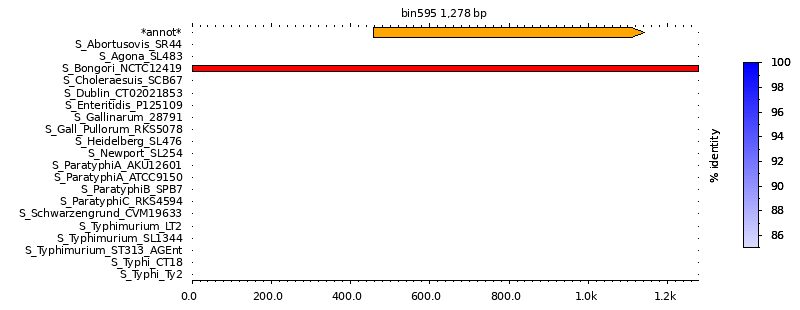 bin595 1,278 bp
*annot*
S_Abortusovis_SR44
S_Agona_SL483
S_Bongori_NCTC12419
S_Choleraesuis_SCB67
S_Dublin_CT02021853
S_Enteritidis_P125109
S_Gallinarum_28791
S_Gall_Pullorum_RKS5078
S_Heidelberg_SL476
S_Newport_SL254
S_ParatyphiA_AKU12601
S_ParatyphiA_ATCC9150
S_ParatyphiB_SPB7
S_ParatyphiC_RKS4594
S_Schwarzengrund_CVM19633
S_Typhimurium_LT2
S_Typhimurium_SL1344
S_Typhimurium_ST313_AGEnt
S_Typhi_CT18
S_Typhi_Ty2
0.0 200.0 400.0 600.0 800.0 1.0k 1.2k
% identity
100
98
96
94
92
90
88
86